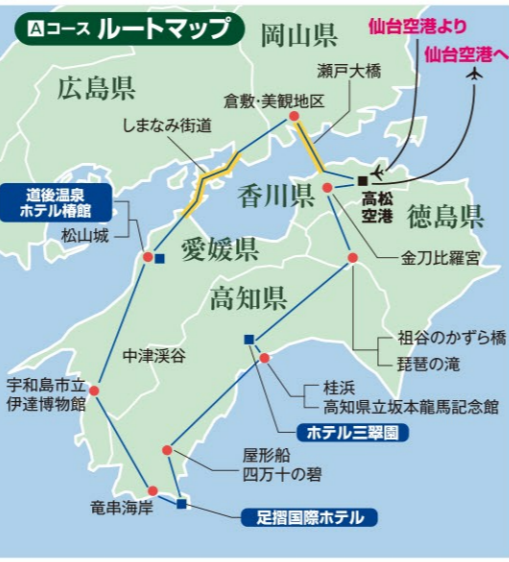 Aコース ルートマップ
仙台空港より
仙台空港へ
岡山県
瀬戸大橋
広島県
倉敷・美観地区
しまなみ街道
道後温泉
ホテル椿館
松山城
香川県
高松
空港
徳島県
愛媛県
金刀比羅宮
高知県
祖谷のかずら橋
琵琶の滝
中津渓谷
桂浜
高知県立坂本龍馬記念館
宇和島市立
伊達博物館
ホテル三翠園
屋形船
四万十の碧
竜串海岸
足摺国際ホテル